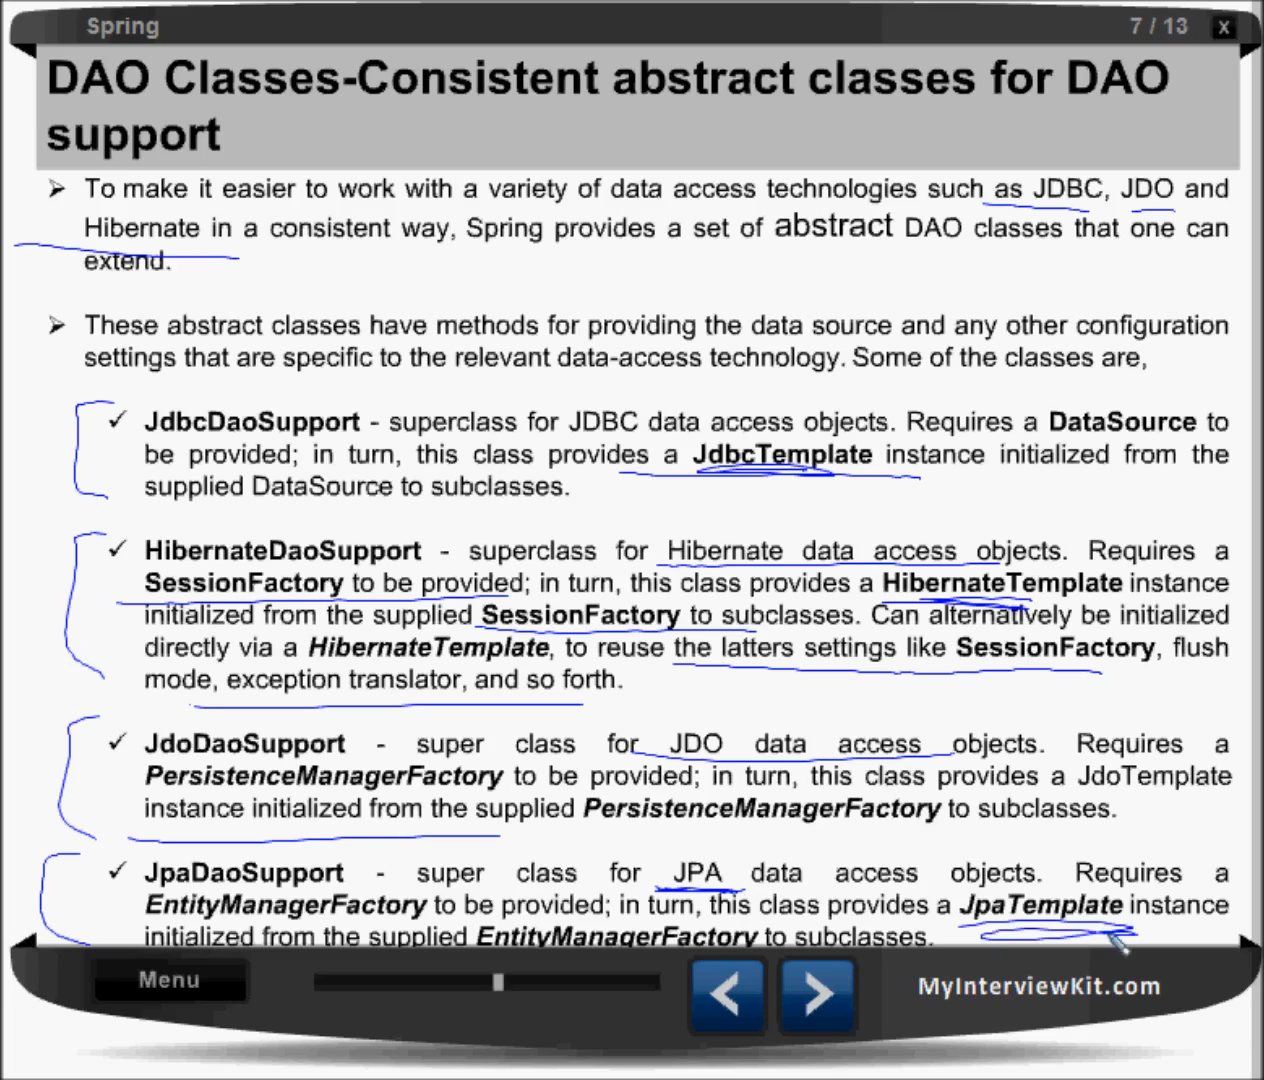 Spring
7 / 13
X
DAO Classes-Consistent abstract classes for DAO
support
➢ To make it easier to work with a variety of data access technologies such as JDBC, JDO and
Hibernate in a consistent way, Spring provides a set of abstract DAO classes that one can
extend.
➢ These abstract classes have methods for providing the data source and any other configuration
settings that are specific to the relevant data-access technology. Some of the classes are,
✓ JdbcDaoSupport - superclass for JDBC data access objects. Requires a DataSource to
be provided; in turn, this class provides a JdbcTemplate instance initialized from the
supplied DataSource to subclasses.
✓ HibernateDaoSupport - superclass for Hibernate data access objects. Requires a
SessionFactory to be provided; in turn, this class provides a HibernateTemplate instance
initialized from the supplied SessionFactory to subclasses. Can alternatively be initialized
directly via a HibernateTemplate, to reuse the latters settings like SessionFactory, flush
mode, exception translator, and so forth.
✓ JdoDaoSupport - super class for JDO data access objects. Requires a
PersistenceManagerFactory to be provided; in turn, this class provides a JdoTemplate
instance initialized from the supplied PersistenceManagerFactory to subclasses.
✓ JpaDaoSupport - super class for JPA data access objects. Requires a
EntityManagerFactory to be provided; in turn, this class provides a JpaTemplate instance
initialized from the supplied EntityManagerFactory to subclasses.
Menu
MyInterviewKit.com